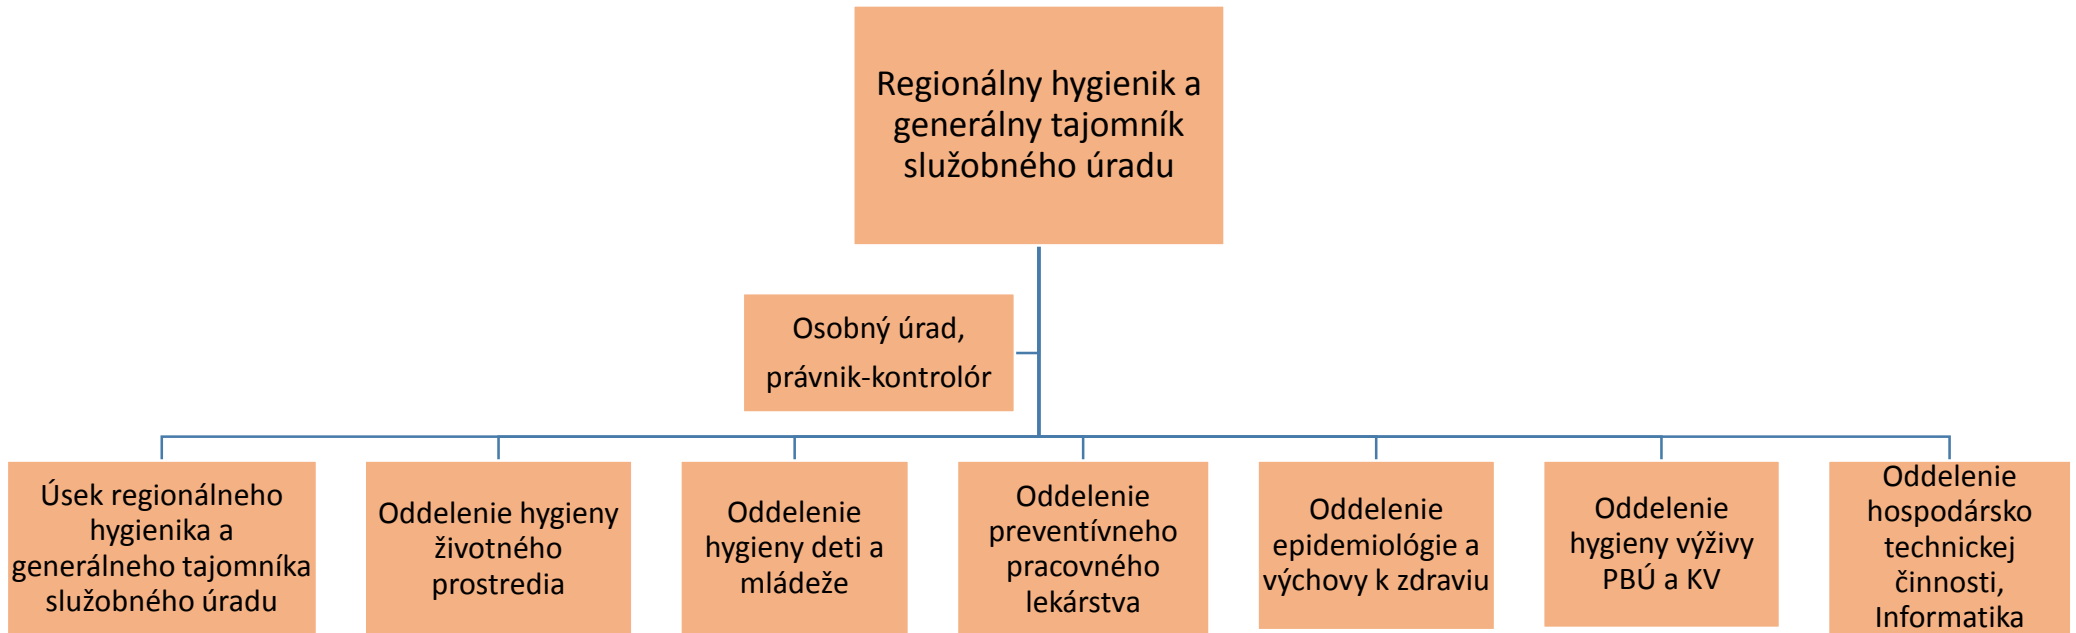 Regionálny hygienik a
generálny tajomník
služobného úradu
Osobný úrad,
právnik-kontrolór
Úsek regionálneho
hygienika a
generálneho tajomníka
služobného úradu
Oddelenie hygieny
životného
prostredia
Oddelenie
hygieny deti a
mládeže
Oddelenie
preventívneho
pracovného
lekárstva
Oddelenie
epidemiológie a
výchovy k zdraviu
Oddelenie
hygieny výživy
PBÚ a KV
Oddelenie
hospodársko
technickej
činnosti,
Informatika